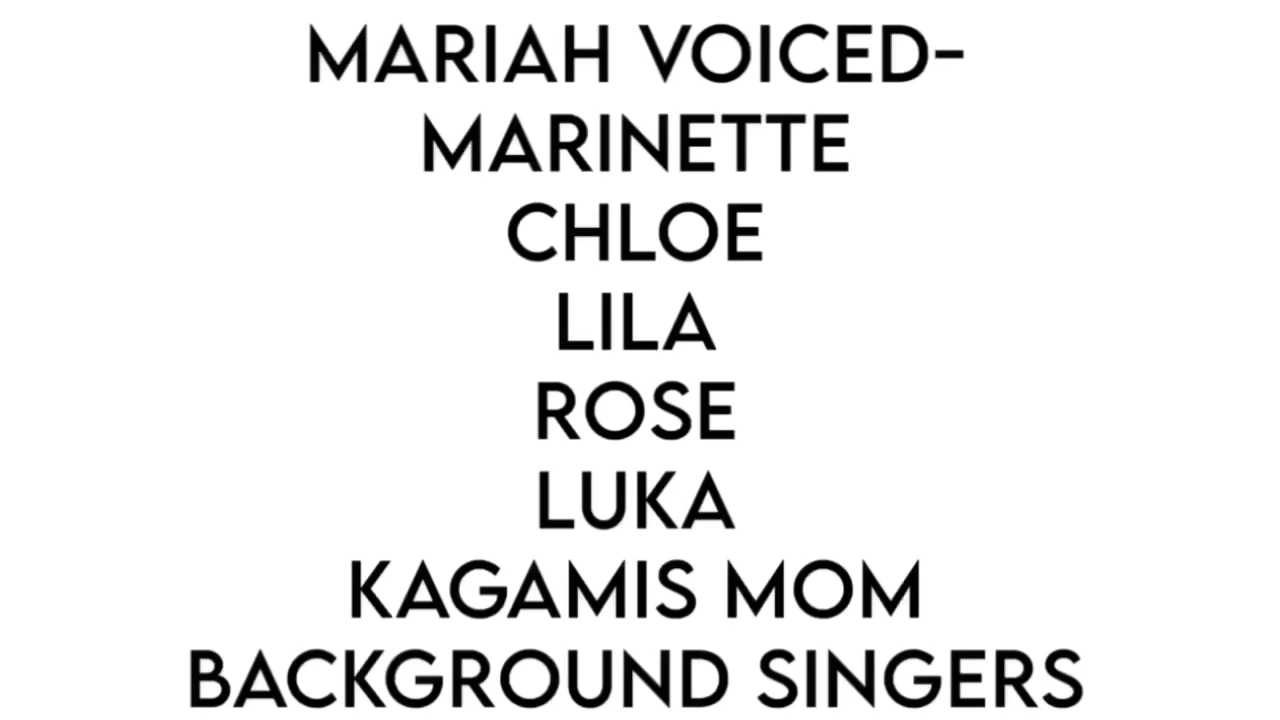 MARIAH VOICED-
MARINETTE
CHLOE
LILA
ROSE
LUKA
KAGAMIS MOM
BACKGROUND SINGERS